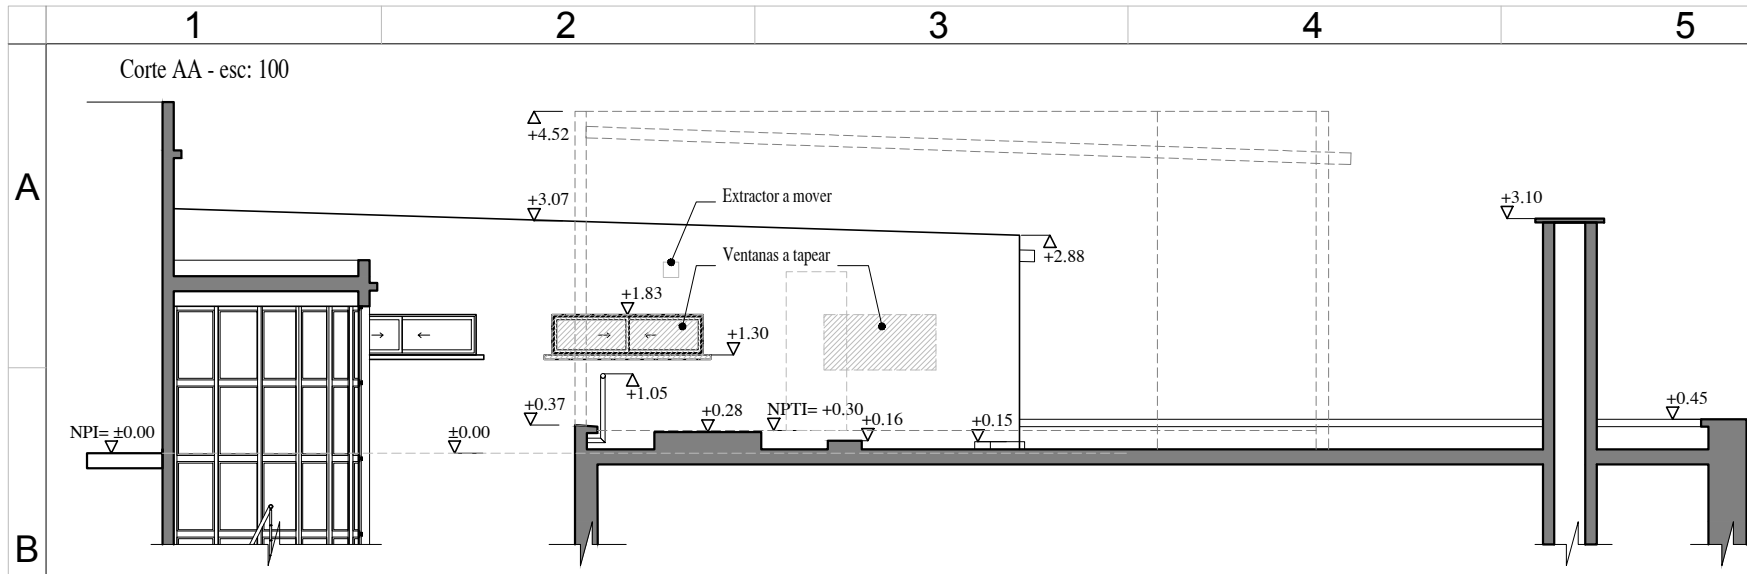 1 2 3 4 5
Corte AA - esc: 100
+4.52
A
Extractor a mover
+3.07
+3.10
Ventanas a tapear
+2.88
+1.83
+1.30
+1.05
+0.37
+0.28
NPTI= +0.30
+0.16
+0.15
+0.45
NPI= ±0.00
±0.00
B